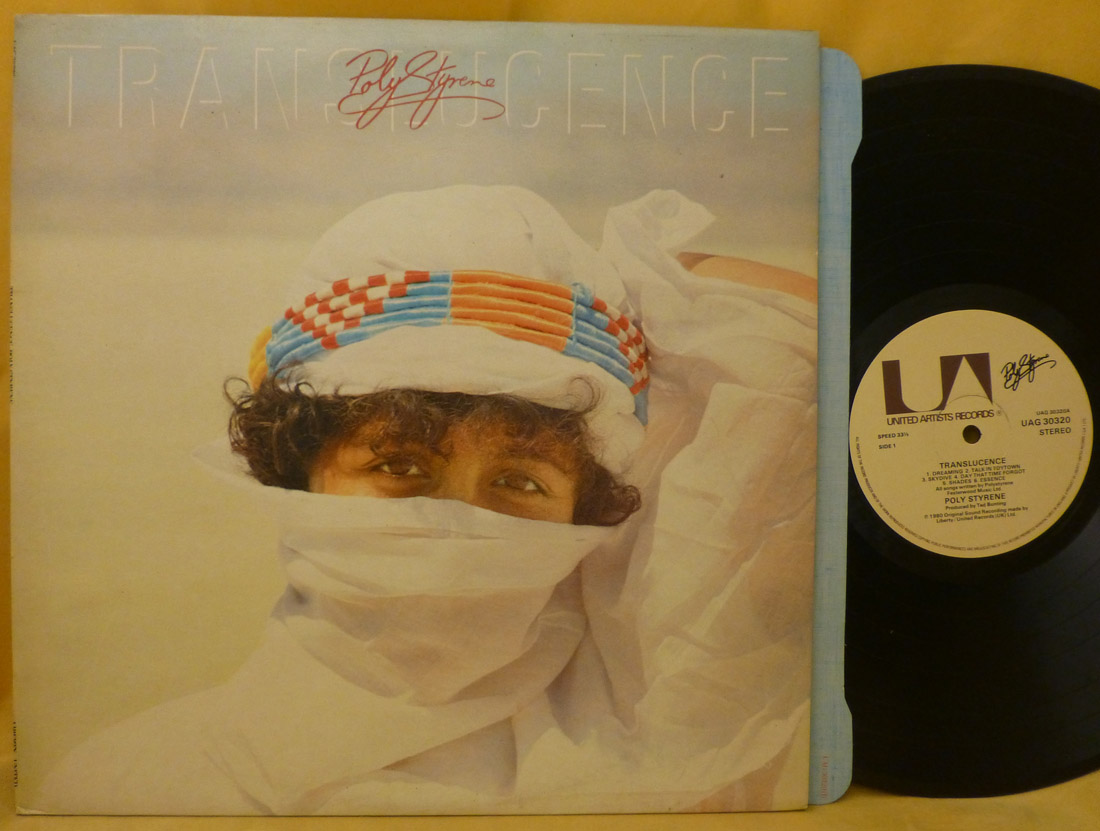 TRANSLUCENCE
Poly Styrene
UA
Poly Styrene
UNITED ARTISTS RECORDS
UAG 30320A
UAG 30320
STEREO
SPEED 33⅓
SIDE 1
TRANSLUCENCE
1. DREAMING 2. TALK IN TOYTOWN
3. SKYDIVE 4. DAY THAT TIME FORGOT
5. SHADES 6. ESSENCE
All songs written by Polystyrene
Music Ltd.
POLY STYRENE
Produced by Ted Bunting
℗ 1980 Original Sound Recording made by
Liberty / United Records (UK) Ltd.